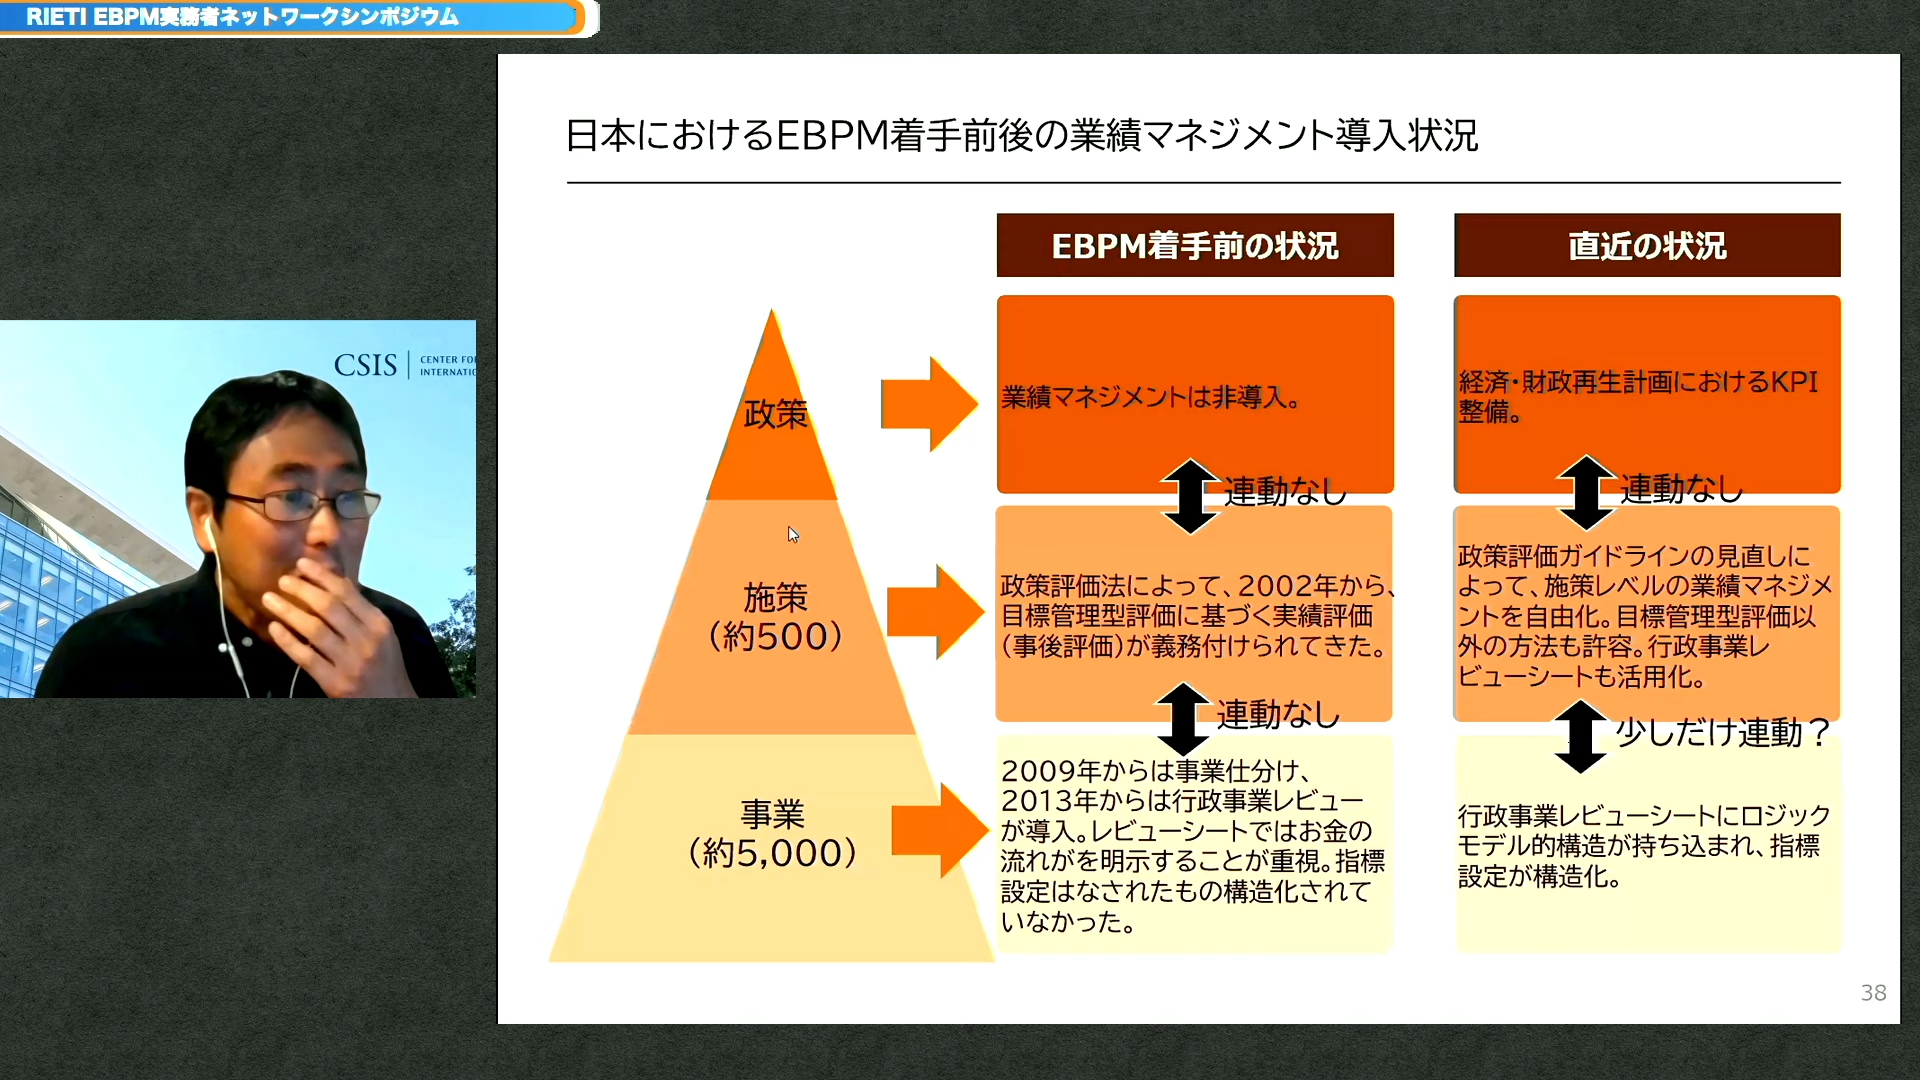 RIETI EBPM実務者ネットワークシンポジウム
CSIS
CENTER FO
INTERNATIO
日本におけるEBPM着手前後の業績マネジメント導入状況
EBPM着手前の状況
直近の状況
政策
業績マネジメントは非導入。
経済・財政再生計画におけるKPI
整備。
連動なし
連動なし
施策
（約500）
政策評価法によって、2002年から、
目標管理型評価に基づく実績評価
（事後評価）が義務付けられてきた。
政策評価ガイドラインの見直しに
よって、施策レベルの業績マネジメ
ントを自由化。目標管理型評価以
外の方法も許容。行政事業レ
ビューシートも活用化。
連動なし
少しだけ連動？
事業
（約5,000）
2009年からは事業仕分け、
2013年からは行政事業レビュー
が導入。レビューシートではお金の
流れがを明示することが重視。指標
設定はなされたもの構造化されて
いなかった。
行政事業レビューシートにロジック
モデル的構造が持ち込まれ、指標
設定が構造化。
38